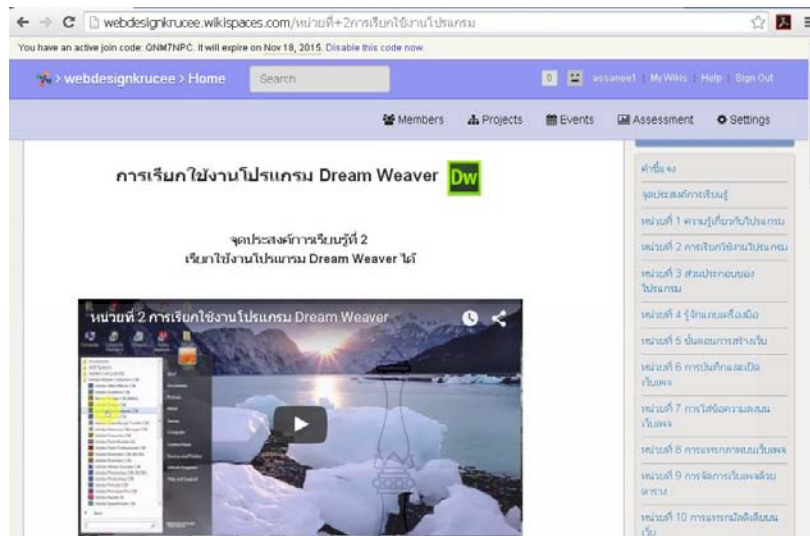 webdesignkrucee.wikispaces.com/หน่วยที่+2การเรียกใช้งานโปรแกรม
You have an active join code: QNM7NPC. It will expire on Nov 18, 2015. Disable this code now.
> webdesignkrucee > Home
Search
0
assanee1 | My Wikis | Help | Sign Out
Members
Projects
Events
Assessment
Settings
การเรียกใช้งานโปรแกรม Dream Weaver
Dw
จุดประสงค์การเรียนรู้ที่ 2
เรียกใช้งานโปรแกรม Dream Weaver ได้
หน่วยที่ 2 การเรียกใช้งานโปรแกรม Dream Weaver
คำชี้แจง
จุดประสงค์การเรียนรู้
หน่วยที่ 1 ความรู้เกี่ยวกับโปรแกรม
หน่วยที่ 2 การเรียกใช้งานโปรแกรม
หน่วยที่ 3 ส่วนประกอบของ
โปรแกรม
หน่วยที่ 4 รู้จักแถบเครื่องมือ
หน่วยที่ 5 ขั้นตอนการสร้างเว็บ
หน่วยที่ 6 การบันทึกและเปิด
เว็บเพจ
หน่วยที่ 7 การใส่ข้อความลงบน
เว็บเพจ
หน่วยที่ 8 การแทรกภาพบนเว็บเพจ
หน่วยที่ 9 การจัดการเว็บเพจด้วย
ตาราง
หน่วยที่ 10 การแทรกมัลติเดียบน
เว็บ